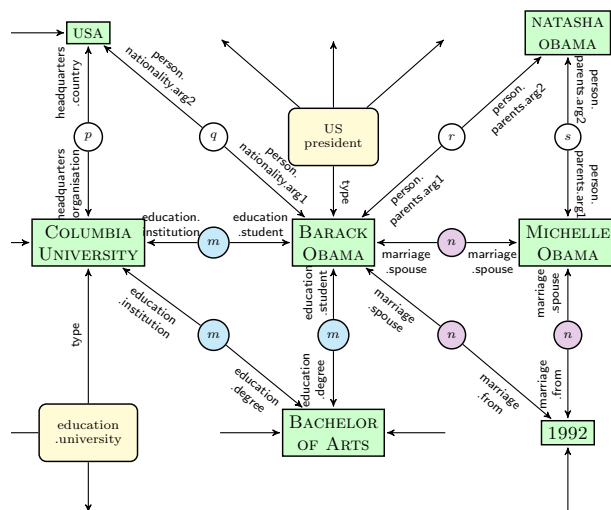 USA
NATASHA
OBAMA
headquarters
.country
person.
nationality.arg2
person.
parents.arg2
person.
parents.arg2
p
q
US
president
r
s
headquarters
organisation
person.
nationality.arg1
type
person.
parents.arg1
person.
parents.arg1
COLUMBIA
UNIVERSITY
education.
institution
m
education
.student
BARACK
OBAMA
marriage
.spouse
n
marriage
.spouse
MICHELLE
OBAMA
type
education
.institution
education
.student
marriage
.spouse
marriage
.spouse
m
m
n
n
education
.degree
education
.degree
marriage
.from
marriage
.from
education
.university
BACHELOR
OF ARTS
1992